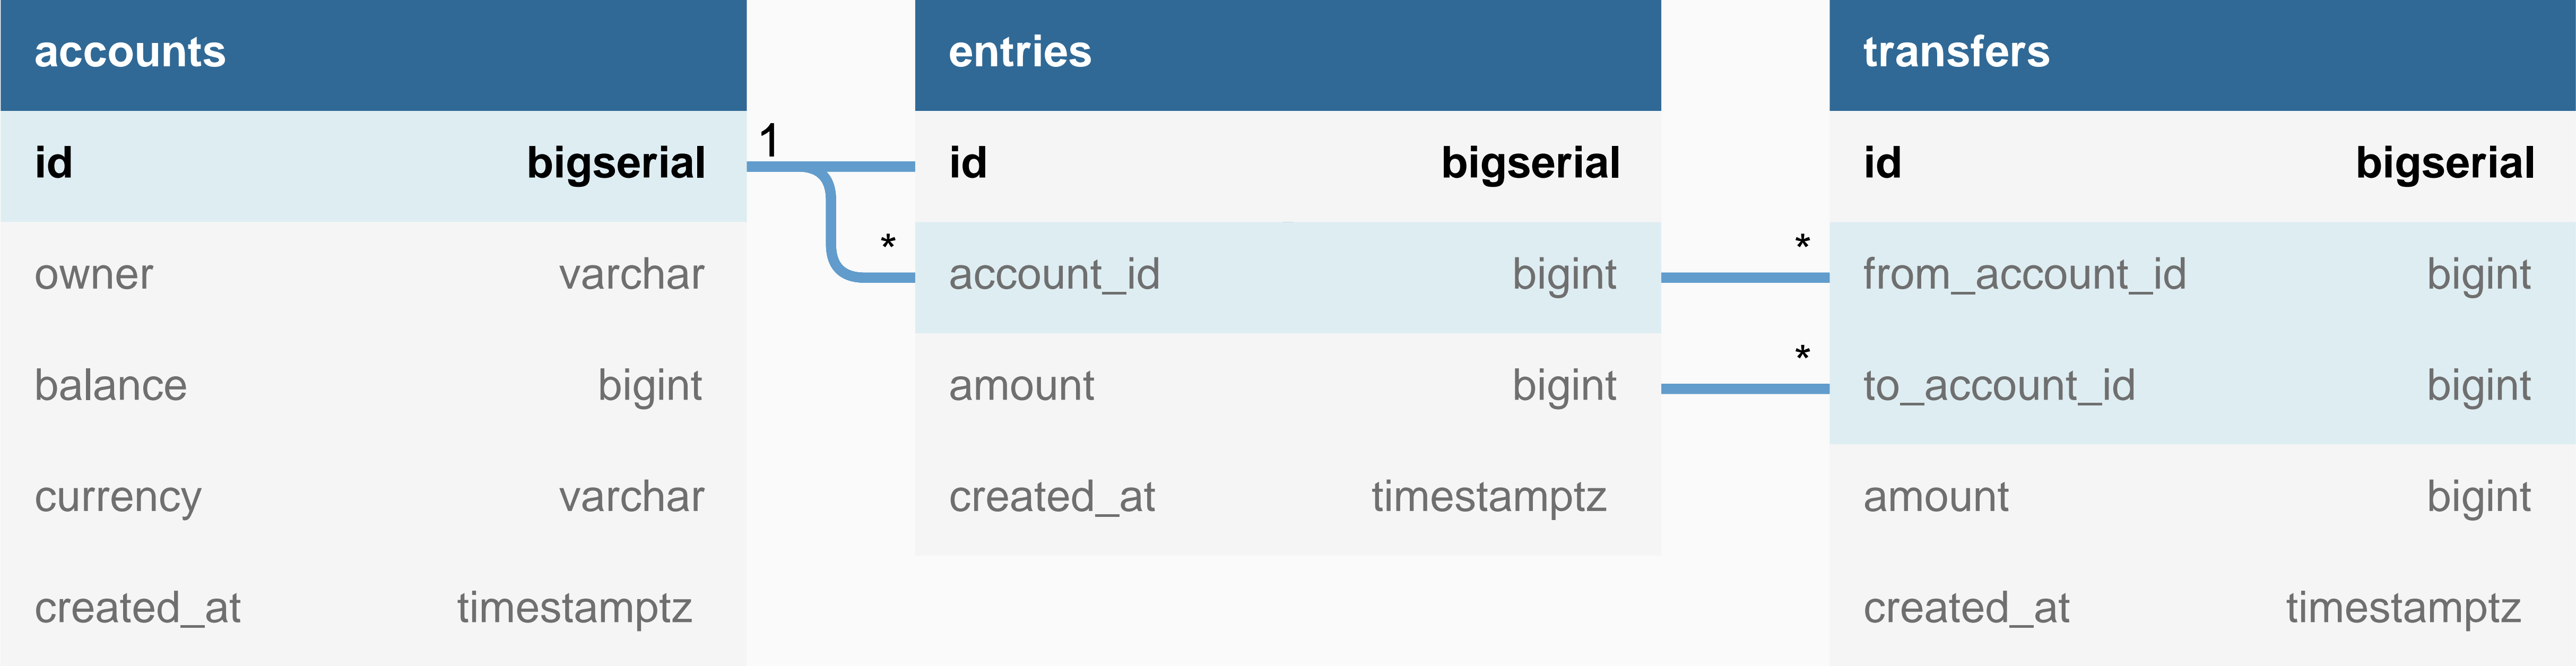 accounts
id bigserial
owner varchar
balance bigint
currency varchar
created_at timestamptz
1
*
entries
id bigserial
account_id bigint
amount bigint
created_at timestamptz
*
*
transfers
id bigserial
from_account_id bigint
to_account_id bigint
amount bigint
created_at timestamptz